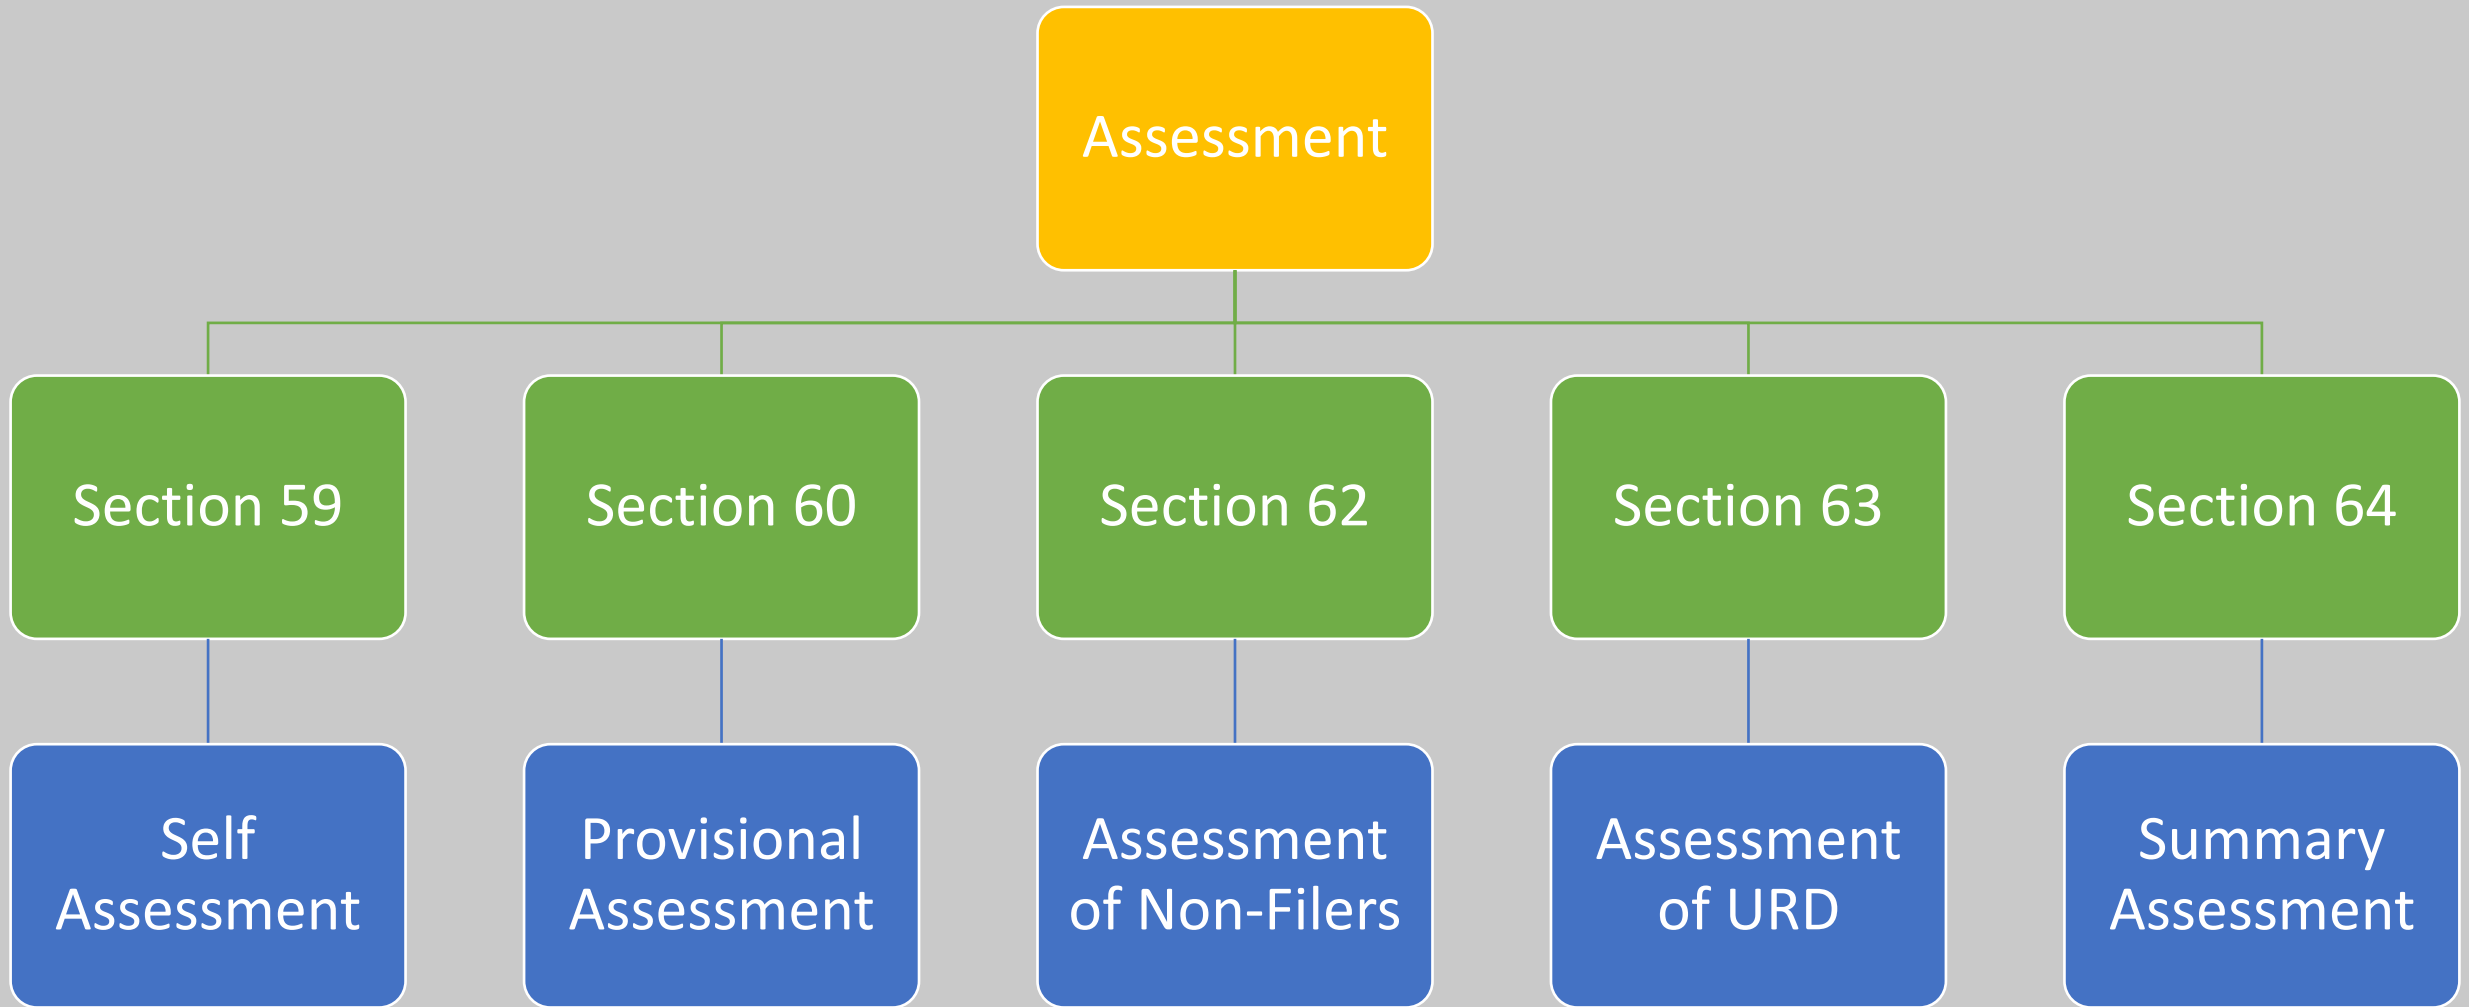 Assessment
Section 59
Section 60
Section 62
Section 63
Section 64
Self
Assessment
Provisional
Assessment
Assessment
of Non-Filers
Assessment
of URD
Summary
Assessment